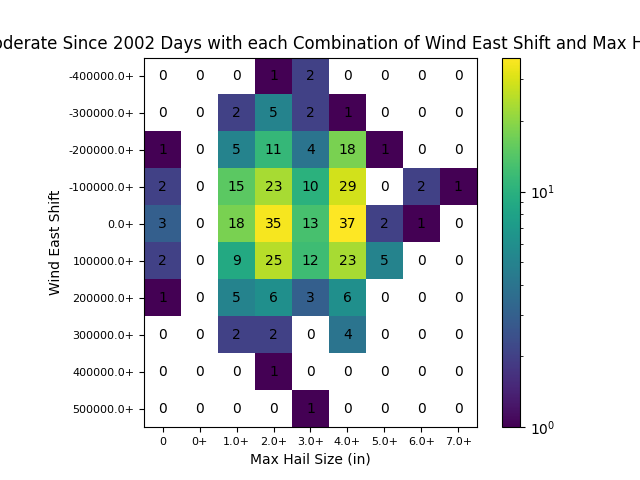 oderate Since 2002 Days with each Combination of Wind East Shift and Max H
-400000.0+ 0 0 0 1 2 0 0 0 0
-300000.0+ 0 0 2 5 2 1 0 0 0
-200000.0+ 1 0 5 11 4 18 1 0 0
-100000.0+ 2 0 15 23 10 29 0 2 1
0.0+ 3 0 18 35 13 37 2 1 0
100000.0+ 2 0 9 25 12 23 5 0 0
200000.0+ 1 0 5 6 3 6 0 0 0
300000.0+ 0 0 2 2 0 4 0 0 0
400000.0+ 0 0 0 1 0 0 0 0 0
500000.0+ 0 0 0 0 1 0 0 0 0
0 0+ 1.0+ 2.0+ 3.0+ 4.0+ 5.0+ 6.0+ 7.0+
Max Hail Size (in)
Wind East Shift
10¹
10⁰